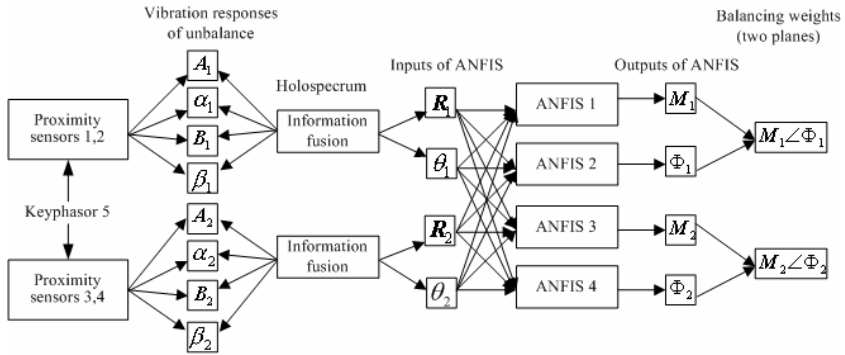 Vibration responses
of unbalance
Balancing weights
(two planes)
Holospecrum
Inputs of ANFIS
Outputs of ANFIS
Proximity
sensors 1,2
A₁
α₁
B₁
β₁
Information
fusion
R₁
θ₁
ANFIS 1
ANFIS 2
M₁
Φ₁
M₁∠Φ₁
Keyphasor 5
Proximity
sensors 3,4
A₂
α₂
B₂
β₂
Information
fusion
R₂
θ₂
ANFIS 3
ANFIS 4
M₂
Φ₂
M₂∠Φ₂